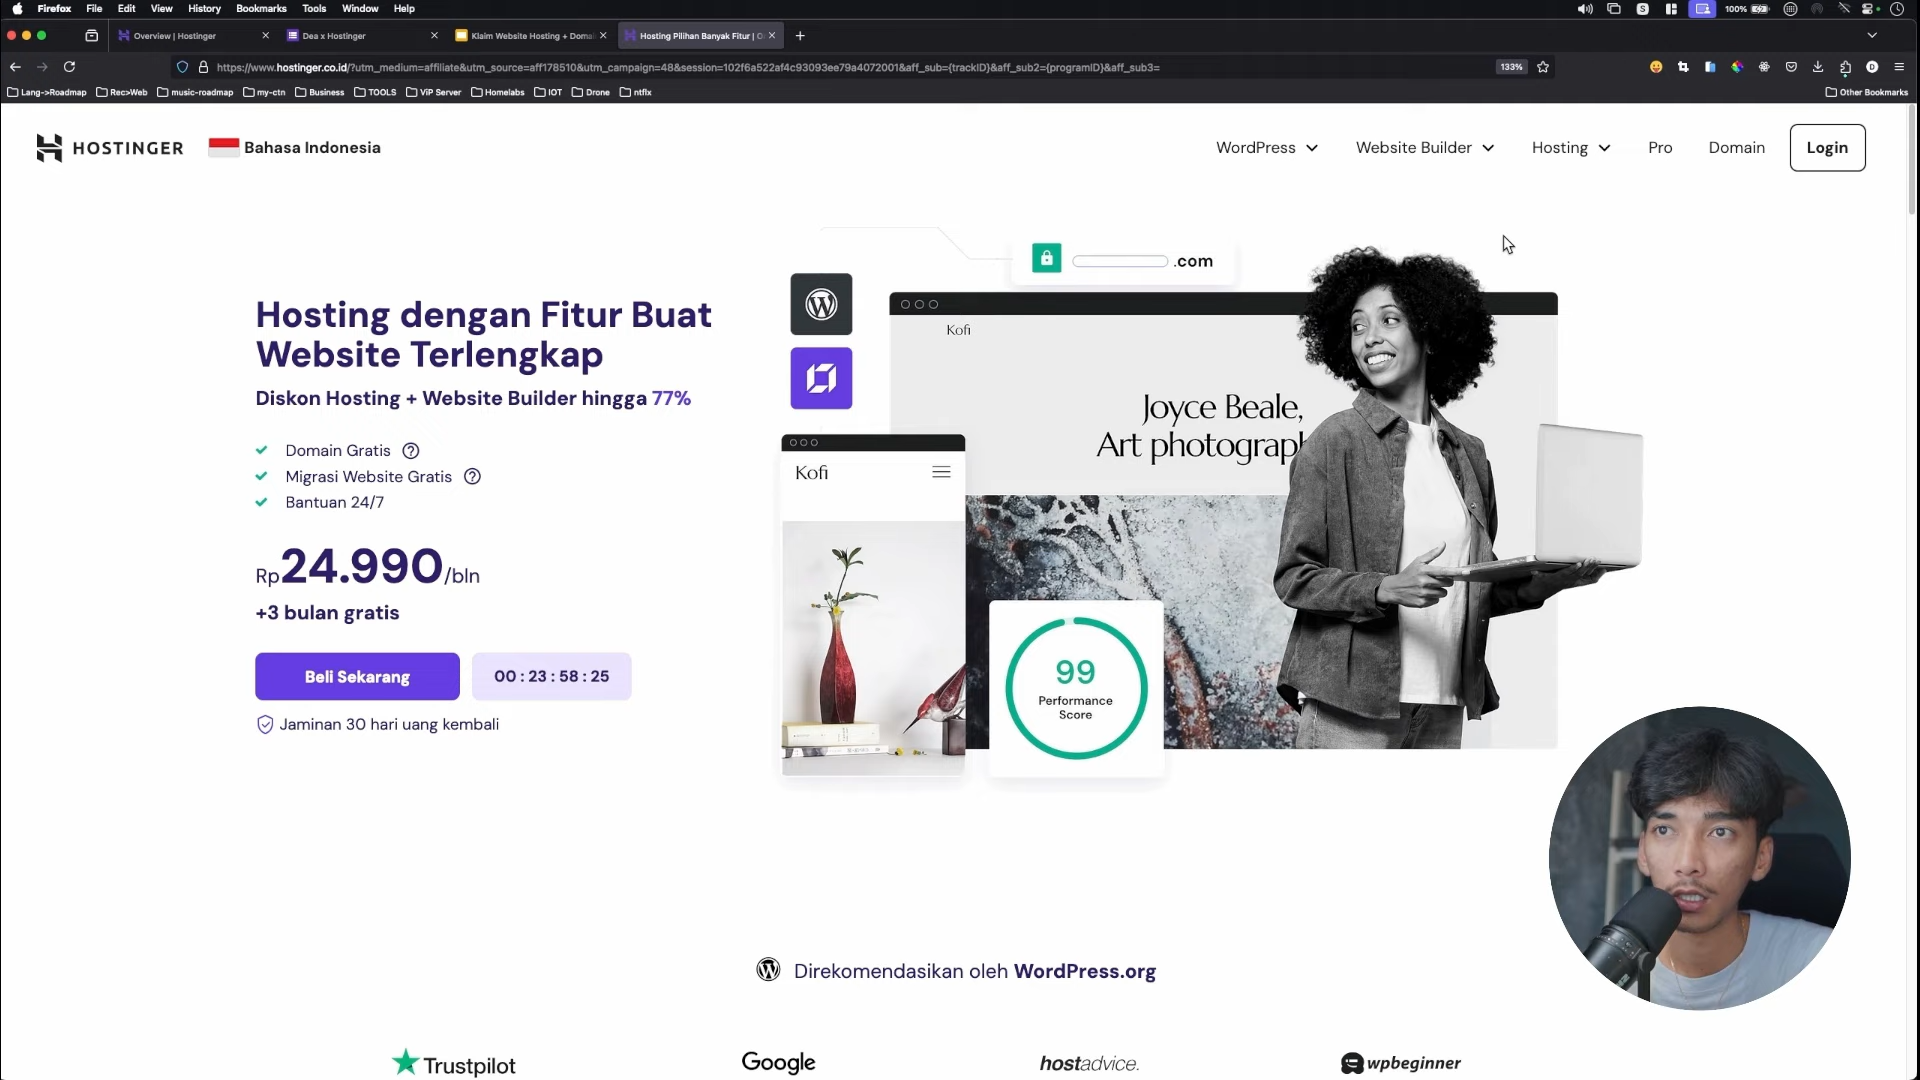 Firefox File Edit View History Bookmarks Tools Window Help
100%
Overview | Hostinger
Dea x Hostinger
Klaim Website Hosting + Doma
Hosting Pilihan Banyak Fitur | O
https://www.hostinger.co.id/?utm_medium=affiliate&utm_source=aff178510&utm_campaign=48&session=102f6a522af4c93093ee79a4072001&aff_sub={trackID}&aff_sub2={programID}&aff_sub3=
133%
Lang->Roadmap Rec>Web music-roadmap my-ctn Business TOOLS ViP Server Homelabs IOT Drone ntflx Other Bookmarks
HOSTINGER
Bahasa Indonesia
WordPress
Website Builder
Hosting
Pro
Domain
Login
Hosting dengan Fitur Buat
Website Terlengkap
Diskon Hosting + Website Builder hingga 77%
Domain Gratis ?
Migrasi Website Gratis ?
Bantuan 24/7
Rp24.990/bln
+3 bulan gratis
Beli Sekarang
00 : 23 : 58 : 25
Jaminan 30 hari uang kembali
.com
Kofi
Joyce Beale,
Art photograph
Kofi
99
Performance
Score
Direkomendasikan oleh WordPress.org
Trustpilot
Google
hostadvice.
wpbeginner